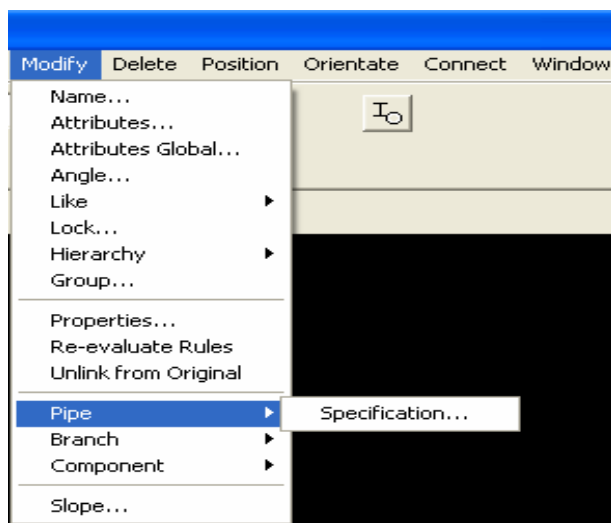 Modify Delete Position Orientate Connect Window
Name...
Attributes...
Attributes Global...
Angle...
Like
Lock...
Hierarchy
Group...
Properties...
Re-evaluate Rules
Unlink from Original
Pipe
Specification...
Branch
Component
Slope...